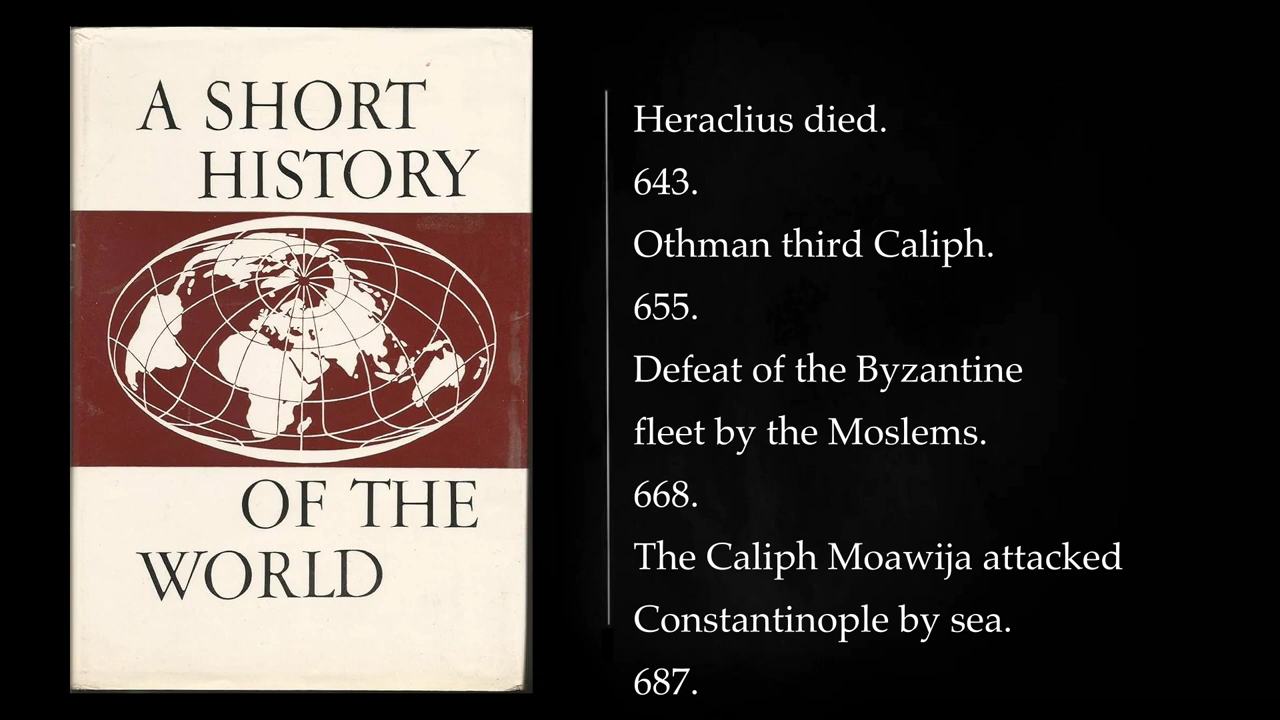 A SHORT
HISTORY
OF THE
WORLD
Heraclius died.
643.
Othman third Caliph.
655.
Defeat of the Byzantine
fleet by the Moslems.
668.
The Caliph Moawija attacked
Constantinople by sea.
687.